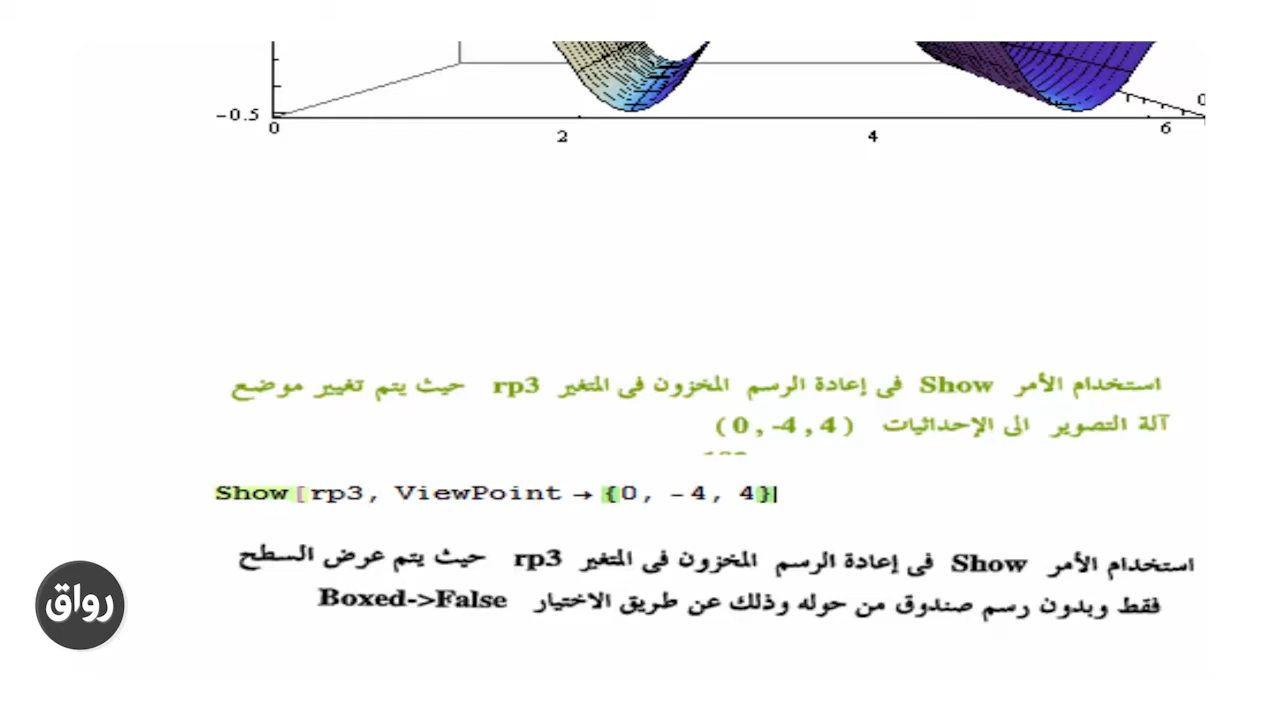 -0.5
0
2
4
6
0
استخدام الأمر Show فى إعادة الرسم المخزون فى المتغير rp3 حيث يتم تغيير موضع
آلة التصوير الى الإحداثيات (0,-4,4)
Show[rp3, ViewPoint → {0, -4, 4}
استخدام الأمر Show فى إعادة الرسم المخزون فى المتغير rp3 حيث يتم عرض السطح
فقط وبدون رسم صندوق من حوله وذلك عن طريق الاختيار Boxed->False
رواق